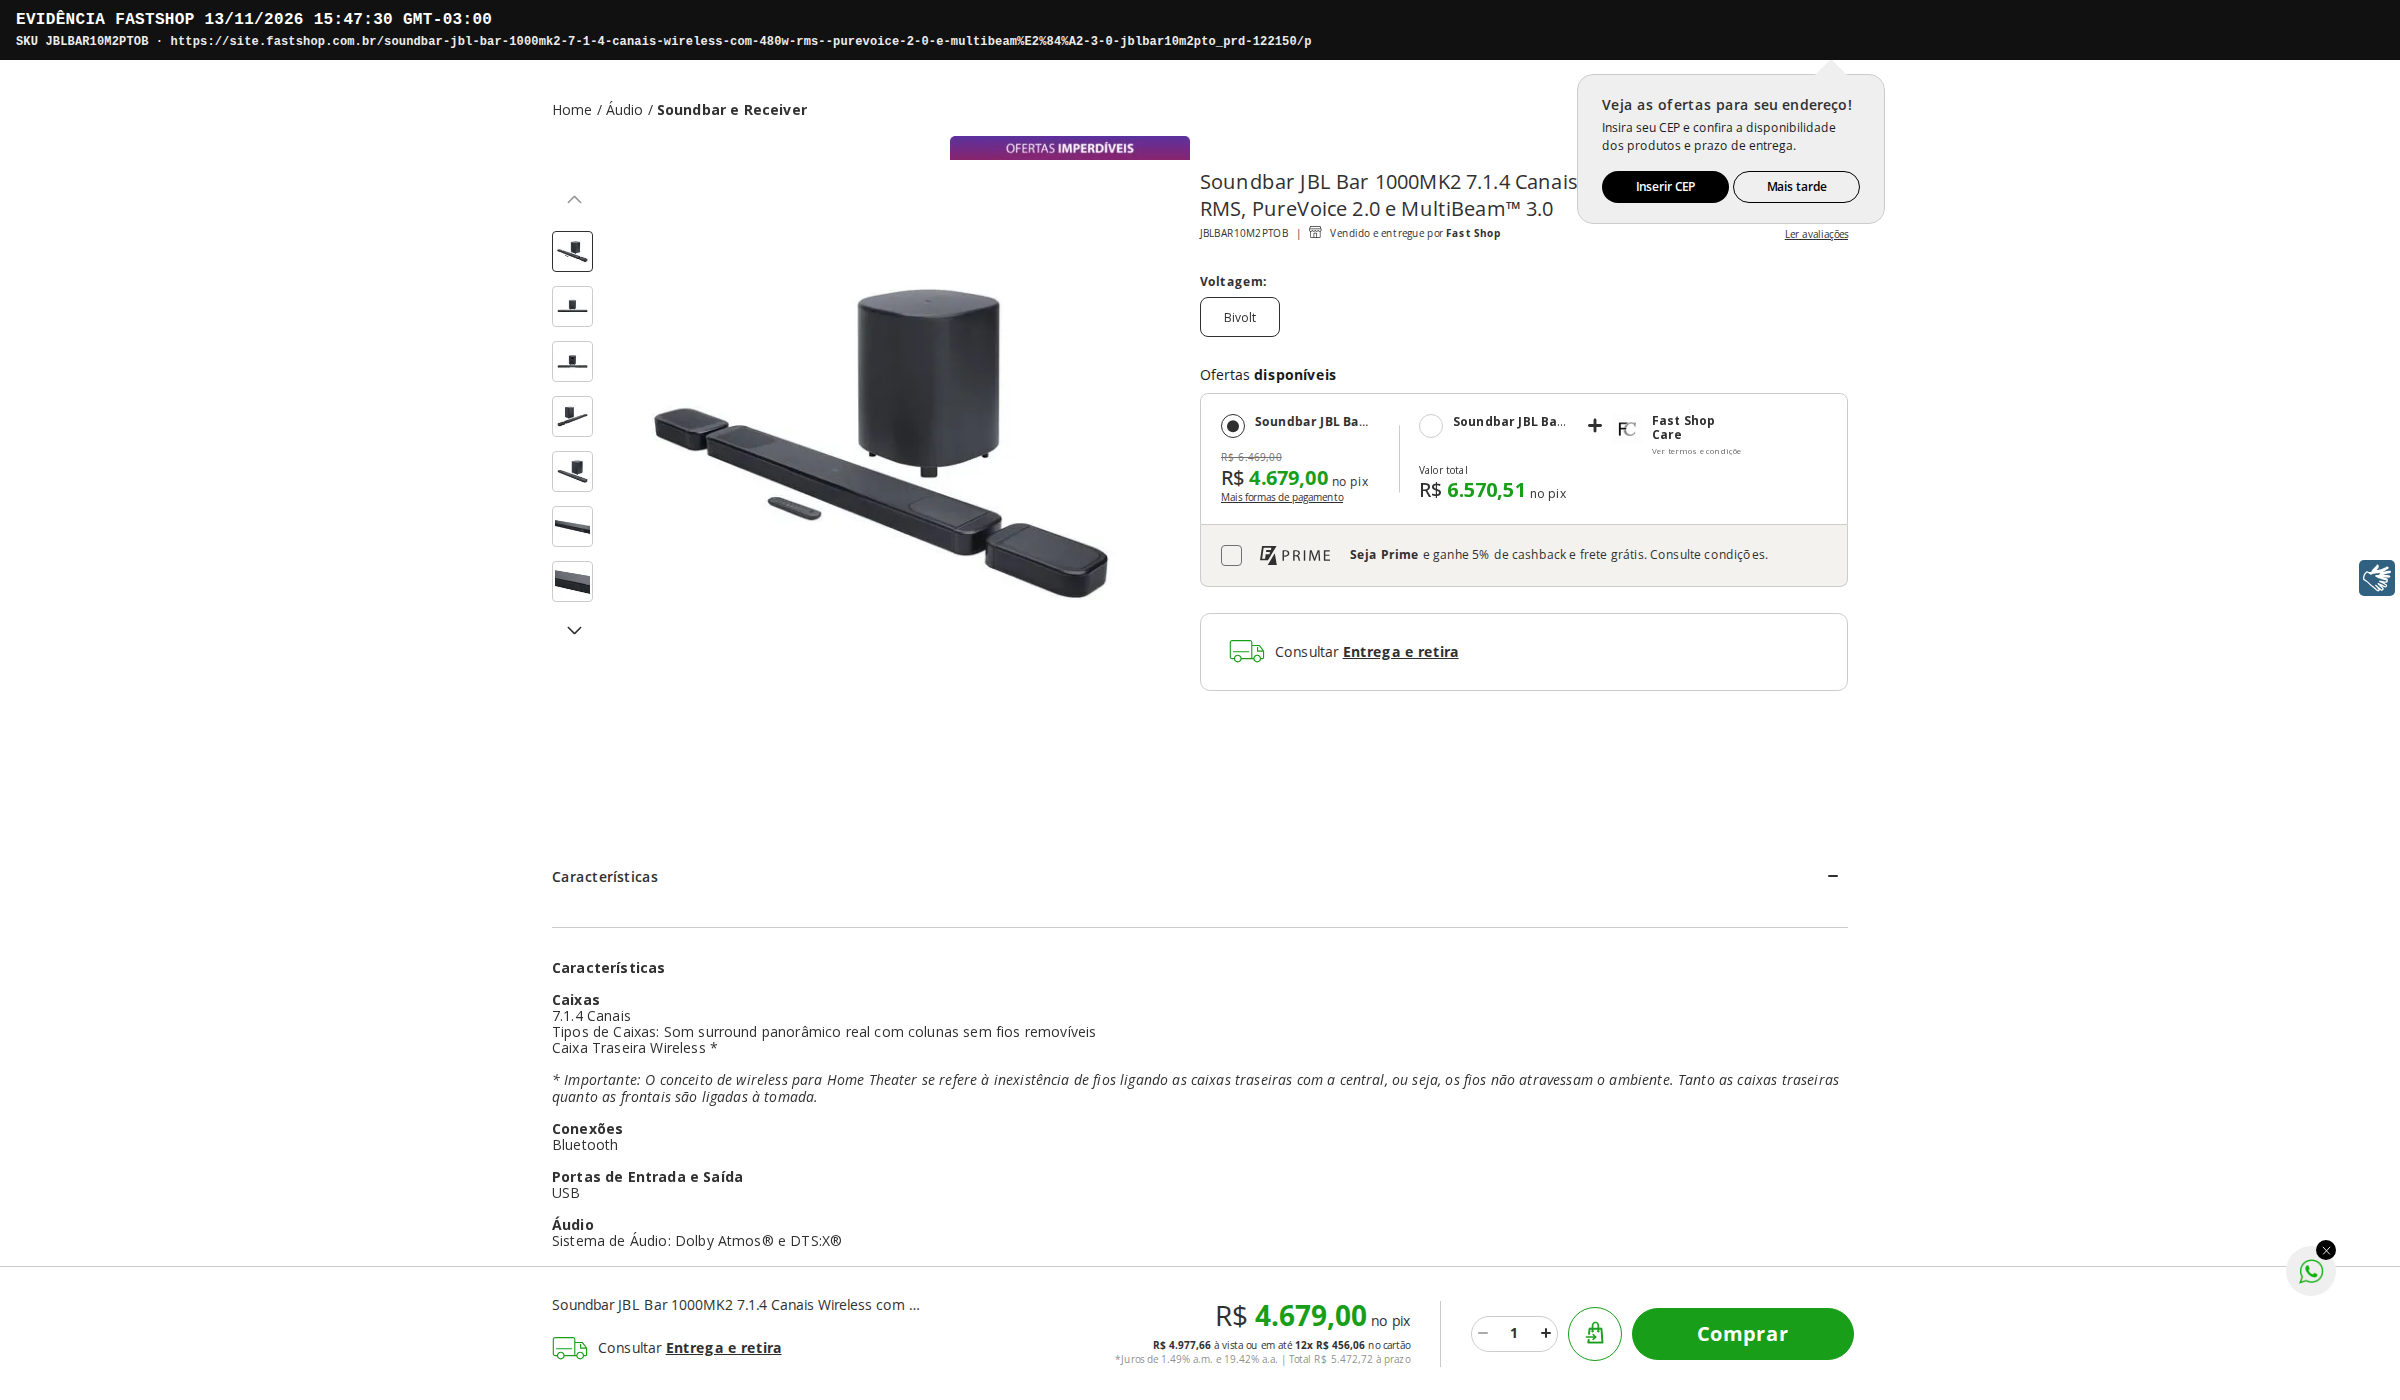 EVIDÊNCIA FASTSHOP 13/11/2026 15:47:30 GMT-03:00
SKU JBLBAR10M2PTOB · https://site.fastshop.com.br/soundbar-jbl-bar-1000mk2-7-1-4-canais-wireless-com-480w-rms--purevoice-2-0-e-multibeam%E2%84%A2-3-0-jblbar10m2pto_prd-122150/p
Home / Áudio / Soundbar e Receiver
Veja as ofertas para seu endereço!
Insira seu CEP e confira a disponibilidade
dos produtos e prazo de entrega.
Inserir CEP
Mais tarde
OFERTAS IMPERDÍVEIS
Soundbar JBL Bar 1000MK2 7.1.4 Canais
RMS, PureVoice 2.0 e MultiBeam™ 3.0
JBLBAR10M2PTOB | Vendido e entregue por Fast Shop
Ler avaliações
Voltagem:
Bivolt
Ofertas disponíveis
Soundbar JBL Ba...
R$ 6.469,00
R$ 4.679,00 no pix
Mais formas de pagamento
Soundbar JBL Ba...
+
FC
Fast Shop
Care
Ver termos e condiçõe
Valor total
R$ 6.570,51 no pix
PRIME
Seja Prime e ganhe 5% de cashback e frete grátis. Consulte condições.
Consultar Entrega e retira
Características
Características
Caixas
7.1.4 Canais
Tipos de Caixas: Som surround panorâmico real com colunas sem fios removíveis
Caixa Traseira Wireless *
* Importante: O conceito de wireless para Home Theater se refere à inexistência de fios ligando as caixas traseiras com a central, ou seja, os fios não atravessam o ambiente. Tanto as caixas traseiras
quanto as frontais são ligadas à tomada.
Conexões
Bluetooth
Portas de Entrada e Saída
USB
Áudio
Sistema de Áudio: Dolby Atmos® e DTS:X®
Soundbar JBL Bar 1000MK2 7.1.4 Canais Wireless com ...
Consultar Entrega e retira
R$ 4.679,00 no pix
R$ 4.977,66 à vista ou em até 12x R$ 456,06 no cartão
*Juros de 1.49% a.m. e 19.42% a.a. | Total R$ 5.472,72 à prazo
− 1 +
Comprar